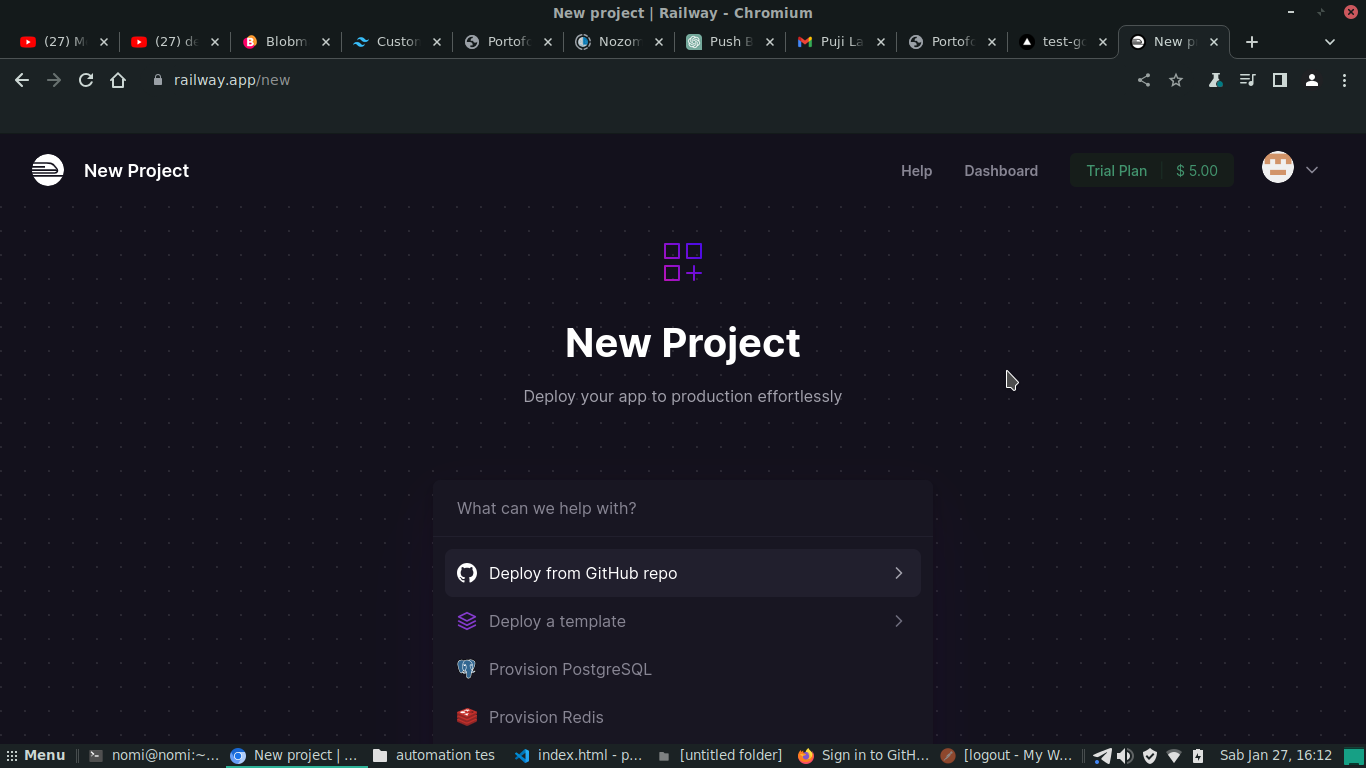 New project | Railway - Chromium
(27) M
(27) de
Blobm
Custor
Portofo
Nozom
Push B
Puji La
Portofo
test-go
New p
railway.app/new
New Project
Help
Dashboard
Trial Plan
$ 5.00
New Project
Deploy your app to production effortlessly
What can we help with?
Deploy from GitHub repo
Deploy a template
Provision PostgreSQL
Provision Redis
Menu
nomi@nomi:~...
New project | ...
automation tes
index.html - p...
[untitled folder]
Sign in to GitH...
[logout - My W...
Sab Jan 27, 16:12